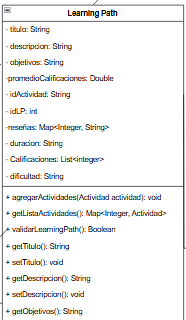 Learning Path
- titulo: String
- descripcion: String
- objetivos: String
-promedioCalificaciones: Double
- idActividad: String
- idLP: int
-reseñas: Map<Integer, String>
- duracion: String
- Calificaciones: List<integer>
- dificultad: String
+ agregarActividades(Actividad actividad): void
+ getListaActividades(): Map<Integer, Actividad>
+ validarLearningPath(): Boolean
+ getTitulo(): String
+ setTitulo(): void
+ getDescripcion(): String
+ setDescripcion(): void
+ getObjetivos(): String